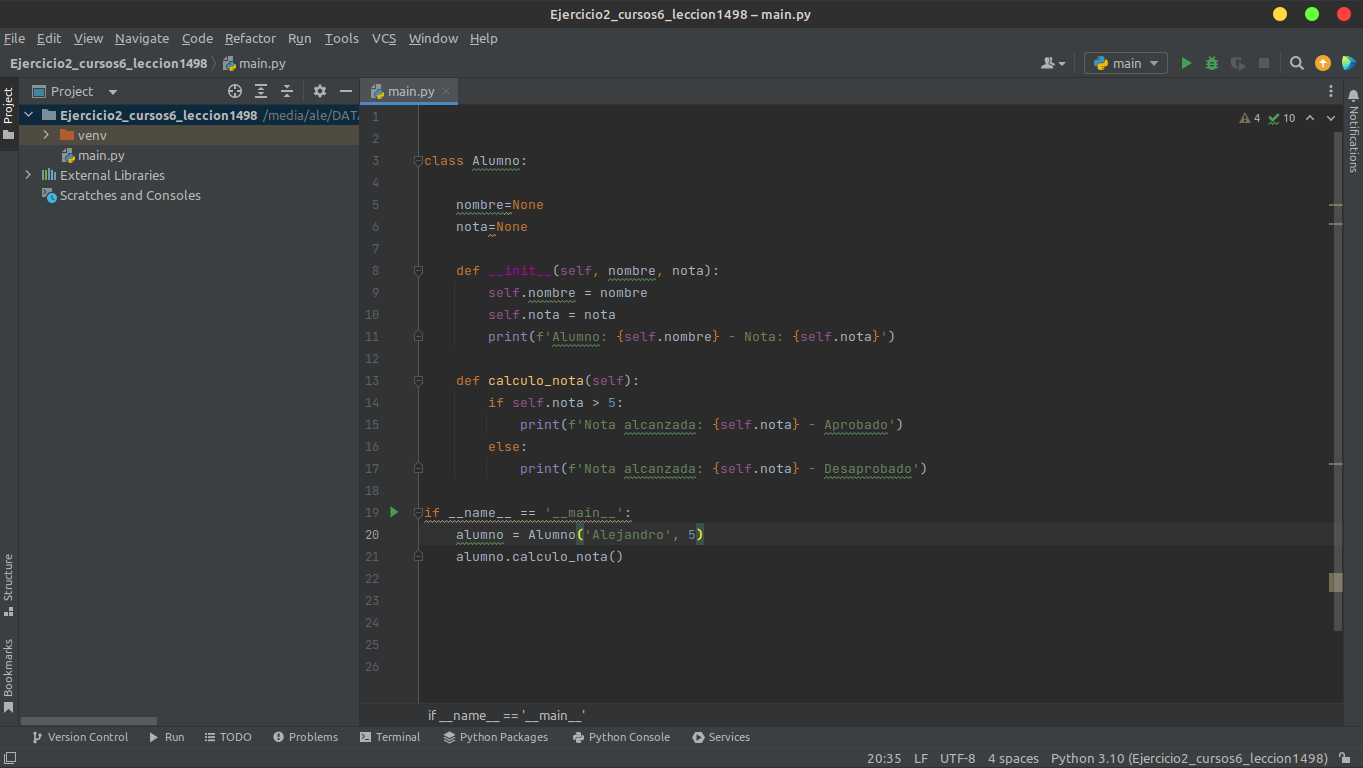 Ejercicio2_cursos6_leccion1498 – main.py
File Edit View Navigate Code Refactor Run Tools VCS Window Help
Ejercicio2_cursos6_leccion1498 main.py main
Project
Project
main.py
Ejercicio2_cursos6_leccion1498 /media/ale/DATA
venv
main.py
External Libraries
Scratches and Consoles
4 10
Notifications
1
2
3 class Alumno:
4
5 nombre=None
6 nota=None
7
8 def __init__(self, nombre, nota):
9 self.nombre = nombre
10 self.nota = nota
11 print(f'Alumno: {self.nombre} - Nota: {self.nota}')
12
13 def calculo_nota(self):
14 if self.nota > 5:
15 print(f'Nota alcanzada: {self.nota} - Aprobado')
16 else:
17 print(f'Nota alcanzada: {self.nota} - Desaprobado')
18
19 if __name__ == '__main__':
20 alumno = Alumno('Alejandro', 5)
21 alumno.calculo_nota()
22
23
24
25
26
Structure
Bookmarks
if __name__ == '__main__'
Version Control Run TODO Problems Terminal Python Packages Python Console Services
20:35 LF UTF-8 4 spaces Python 3.10 (Ejercicio2_cursos6_leccion1498)